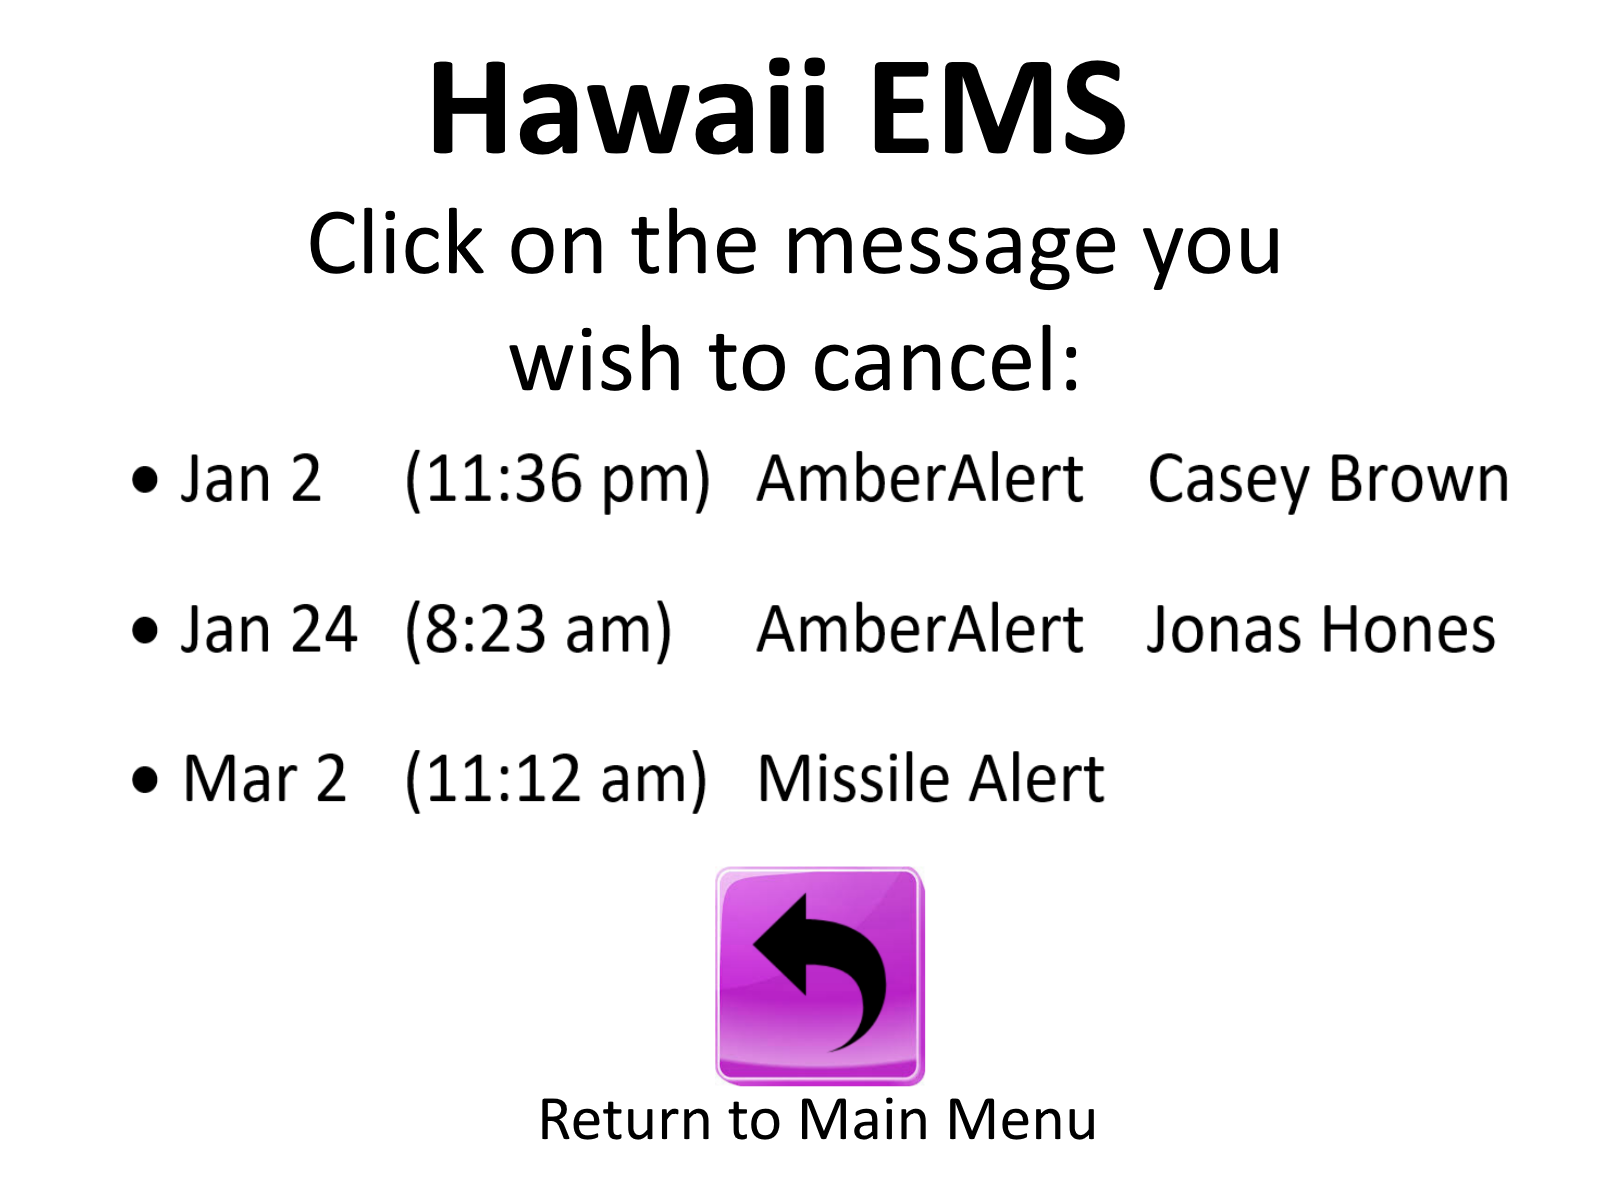 Hawaii EMS
Click on the message you
wish to cancel:
• Jan 2 (11:36 pm) AmberAlert Casey Brown
• Jan 24 (8:23 am) AmberAlert Jonas Hones
• Mar 2 (11:12 am) Missile Alert
Return to Main Menu